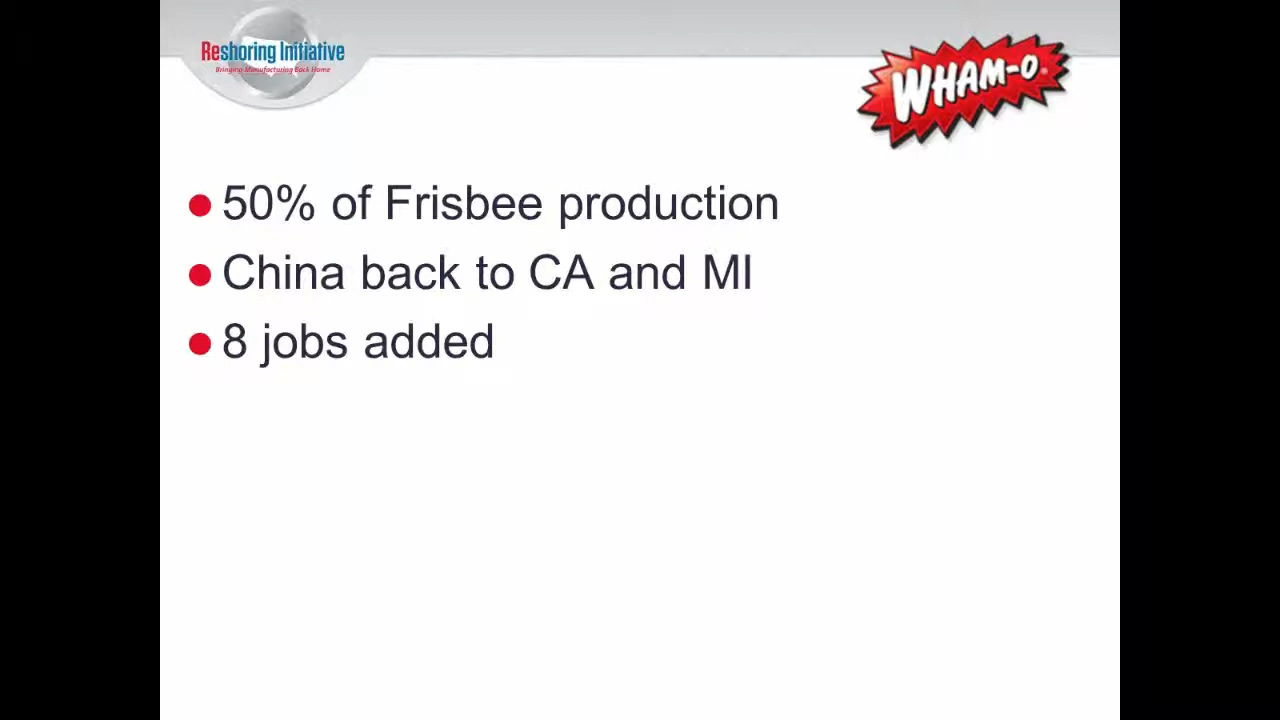 Reshoring Initiative
Bringing Manufacturing Back Home
WHAM-O
50% of Frisbee production
China back to CA and MI
8 jobs added